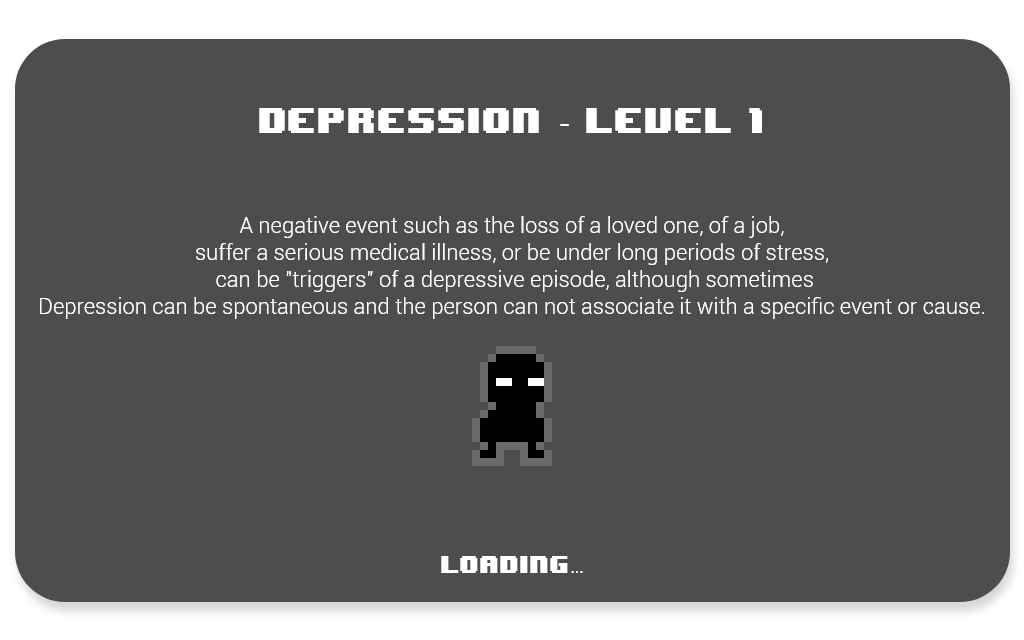 DEPRESSION - LEVEL 1
A negative event such as the loss of a loved one, of a job,
suffer a serious medical illness, or be under long periods of stress,
can be "triggers" of a depressive episode, although sometimes
Depression can be spontaneous and the person can not associate it with a specific event or cause.
LOADING...